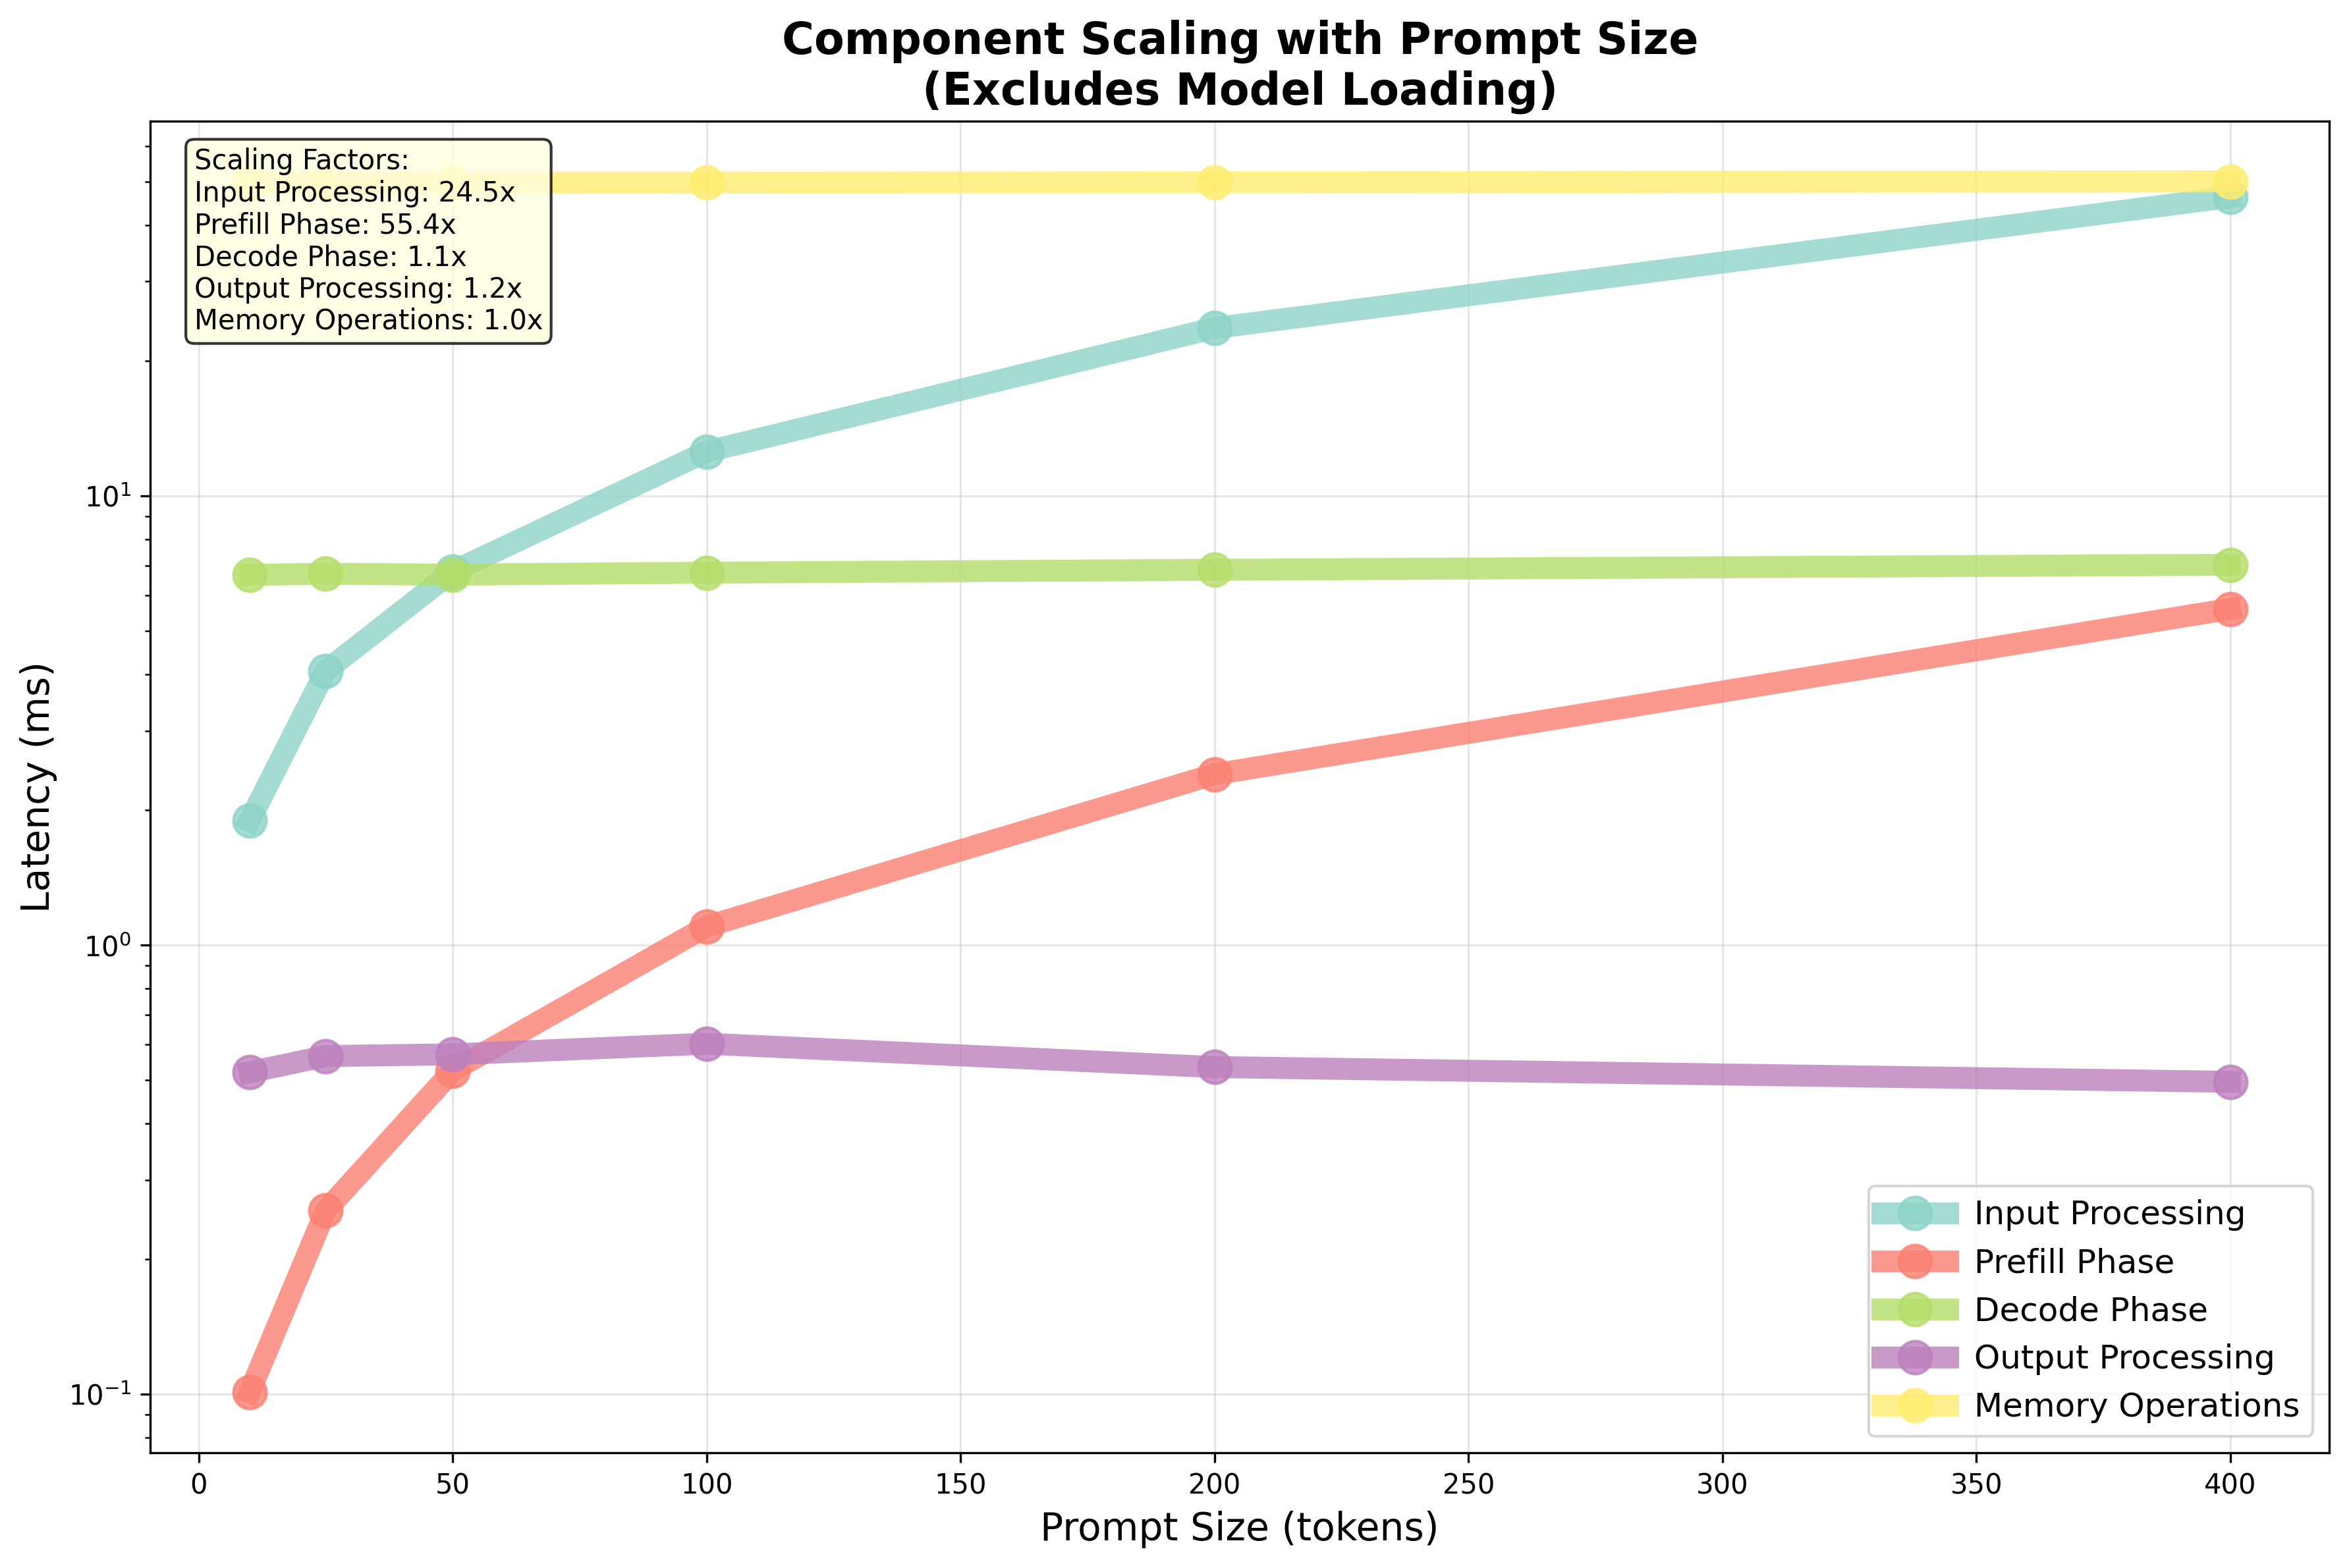 Component Scaling with Prompt Size
(Excludes Model Loading)
Scaling Factors:
Input Processing: 24.5x
Prefill Phase: 55.4x
Decode Phase: 1.1x
Output Processing: 1.2x
Memory Operations: 1.0x
Latency (ms)
10¹
10⁰
10⁻¹
Input Processing
Prefill Phase
Decode Phase
Output Processing
Memory Operations
0 50 100 150 200 250 300 350 400
Prompt Size (tokens)